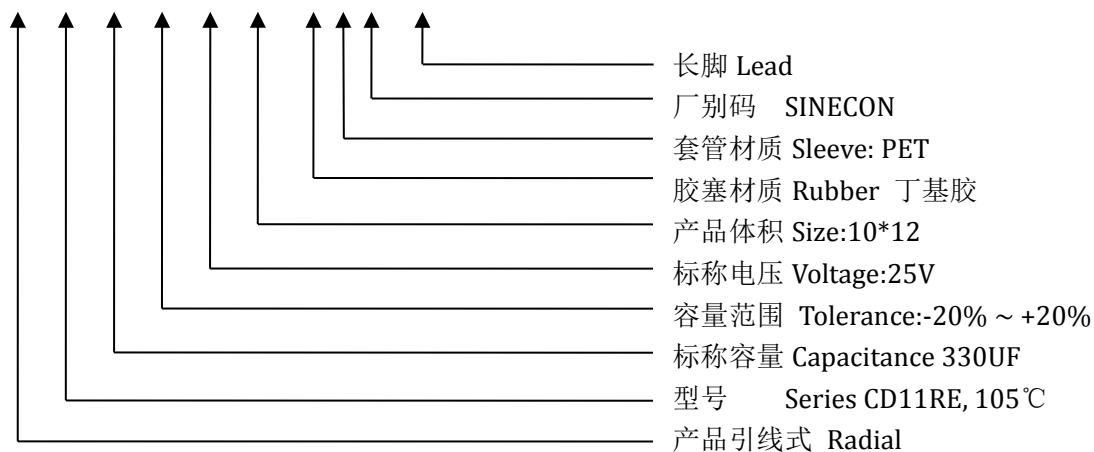 长脚 Lead
厂别码 SINECON
套管材质 Sleeve: PET
胶塞材质 Rubber 丁基胶
产品体积 Size:10*12
标称电压 Voltage:25V
容量范围 Tolerance:-20% ~ +20%
标称容量 Capacitance 330UF
型号 Series CD11RE, 105℃
产品引线式 Radial